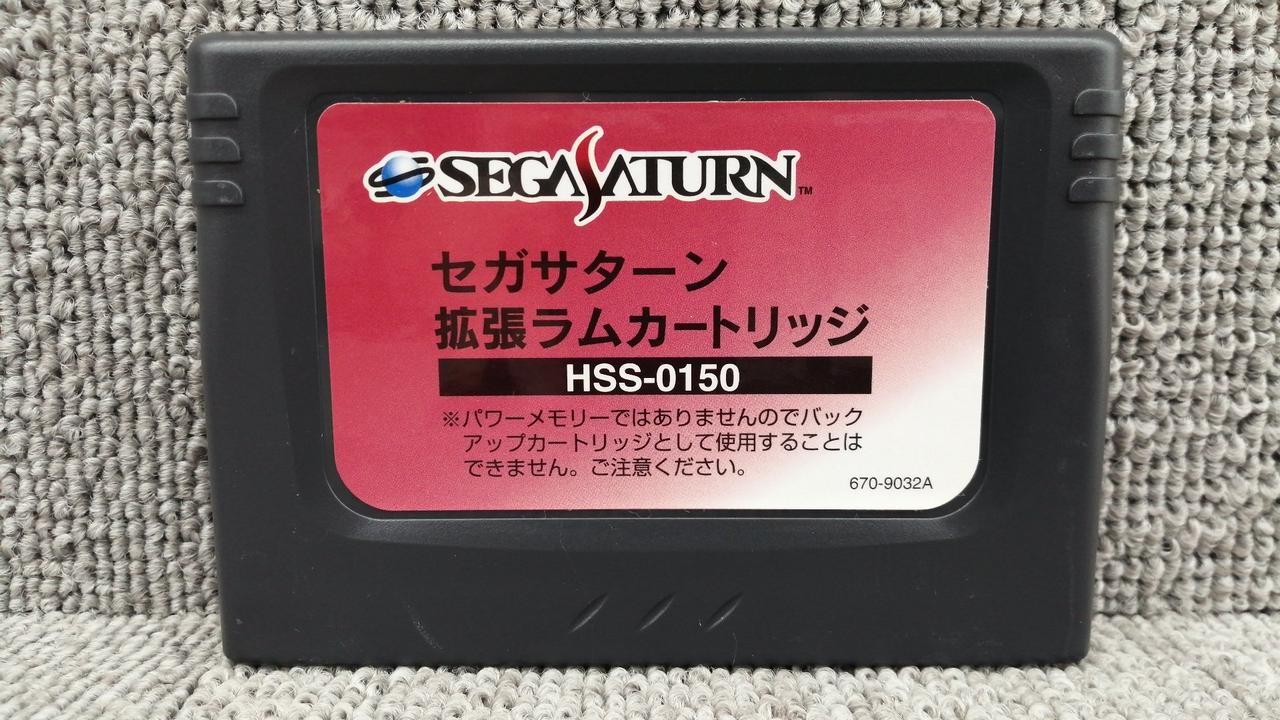 SEGA SATURN™
セガサターン
拡張ラムカートリッジ
HSS-0150
※パワーメモリーではありませんのでバック
アップカートリッジとして使用することは
できません。ご注意ください。
670-9032A